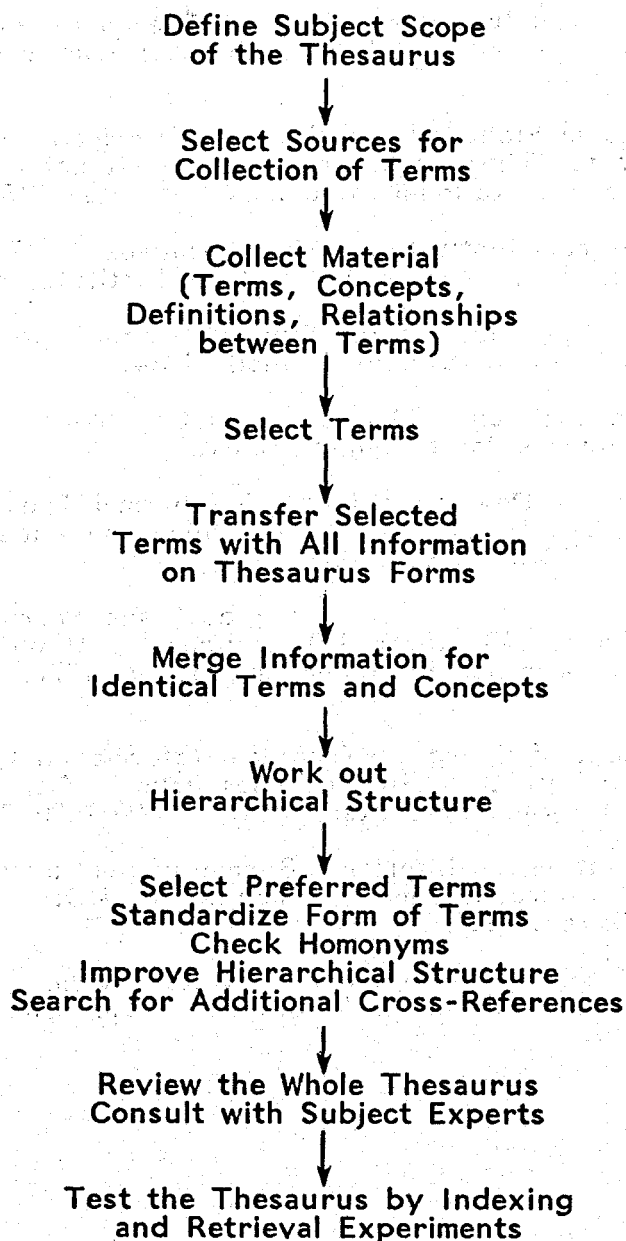 Define Subject Scope
of the Thesaurus
Select Sources for
Collection of Terms
Collect Material
(Terms, Concepts,
Definitions, Relationships
between Terms)
Select Terms
Transfer Selected
Terms with All Information
on Thesaurus Forms
Merge Information for
Identical Terms and Concepts
Work out
Hierarchical Structure
Select Preferred Terms
Standardize Form of Terms
Check Homonyms
Improve Hierarchical Structure
Search for Additional Cross-References
Review the Whole Thesaurus
Consult with Subject Experts
Test the Thesaurus by Indexing
and Retrieval Experiments